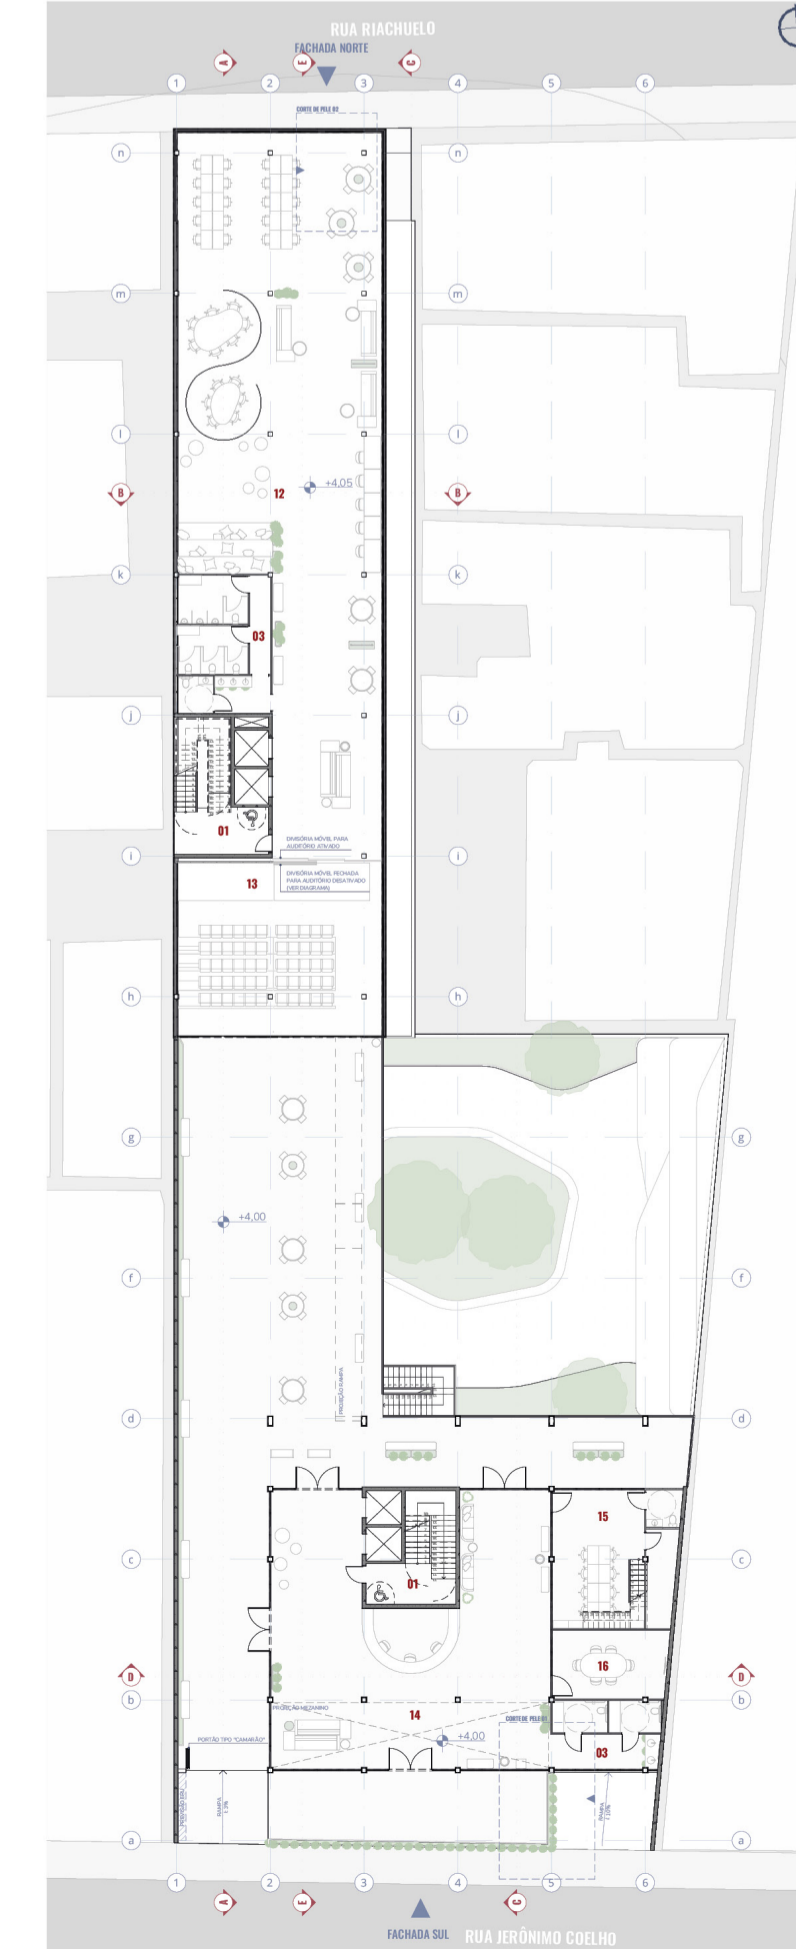 RUA RIACHUELO
FACHADA NORTE
A E C
1 2 3 4 5 6
CORTE DE PELE 02
n n
m m
l l
12
+4,05
B B
k k
03
j j
01
DIVISÓRIA MÓVEL PARA
AUDITÓRIO ATIVADO
i i
DIVISÓRIA MÓVEL FECHADA
PARA AUDITÓRIO DESATIVADO
(VER DIAGRAMA)
13
h h
g g
+4,00
f f
PROJEÇÃO RAMPA
d d
15
c c
01
16
D D
b b
PROJEÇÃO MEZANINO
14
CORTE DE PELE
+4,00
PORTÃO TIPO "CAMARÃO"
03
RAMPA
RAMPA
a a
1 2 3 4 5 6
A E C
FACHADA SUL
RUA JERÔNIMO COELHO